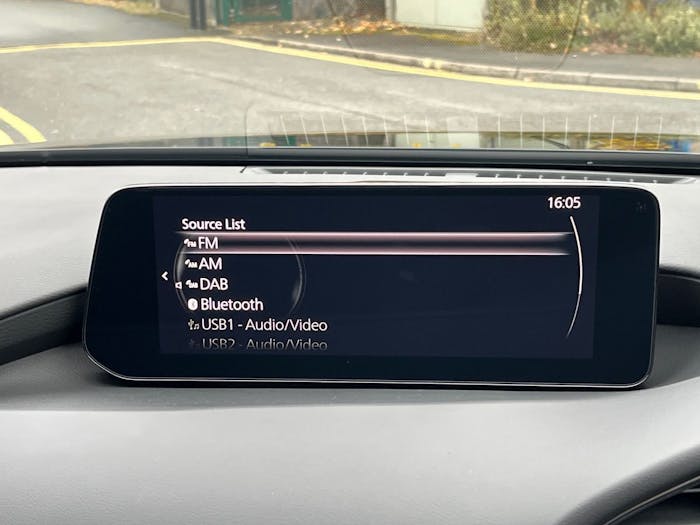 16:05
Source List
FM
AM
DAB
Bluetooth
USB1 - Audio/Video
USB2 - Audio/Video